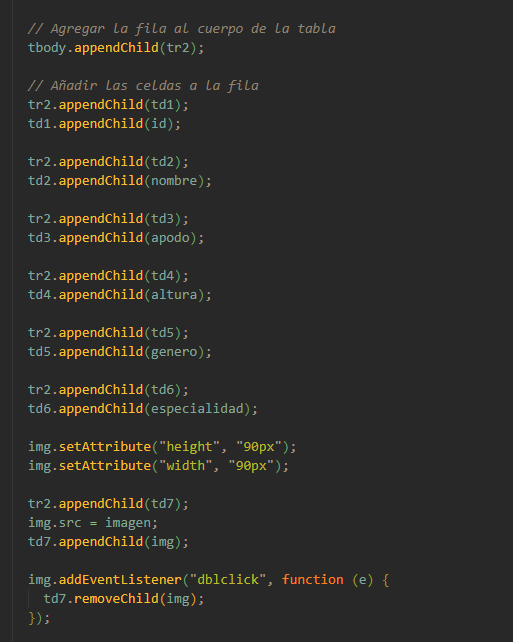 // Agregar la fila al cuerpo de la tabla
tbody.appendChild(tr2);
// Añadir las celdas a la fila
tr2.appendChild(td1);
td1.appendChild(id);
tr2.appendChild(td2);
td2.appendChild(nombre);
tr2.appendChild(td3);
td3.appendChild(apodo);
tr2.appendChild(td4);
td4.appendChild(altura);
tr2.appendChild(td5);
td5.appendChild(genero);
tr2.appendChild(td6);
td6.appendChild(especialidad);
img.setAttribute("height", "90px");
img.setAttribute("width", "90px");
tr2.appendChild(td7);
img.src = imagen;
td7.appendChild(img);
img.addEventListener("dblclick", function (e) {
td7.removeChild(img);
});